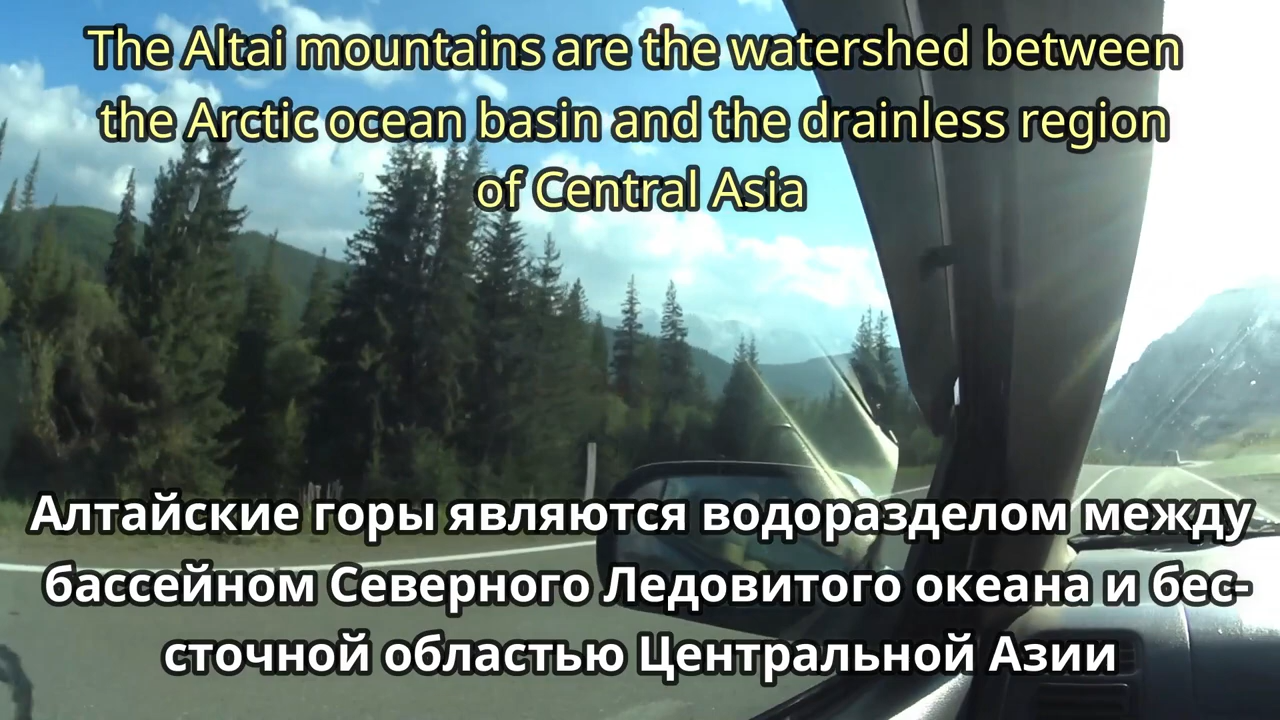 The Altai mountains are the watershed between
the Arctic ocean basin and the drainless region
of Central Asia
Алтайские горы являются водоразделом между
бассейном Северного Ледовитого океана и бес-
сточной областью Центральной Азии